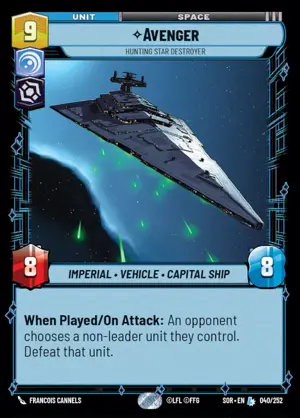 UNIT SPACE
9
AVENGER
HUNTING STAR DESTROYER
8 8
IMPERIAL • VEHICLE • CAPITAL SHIP
When Played/On Attack: An opponent
chooses a non-leader unit they control.
Defeat that unit.
FRANCOIS CANNELS ©LFL ©FFG SOR • EN L 040/252